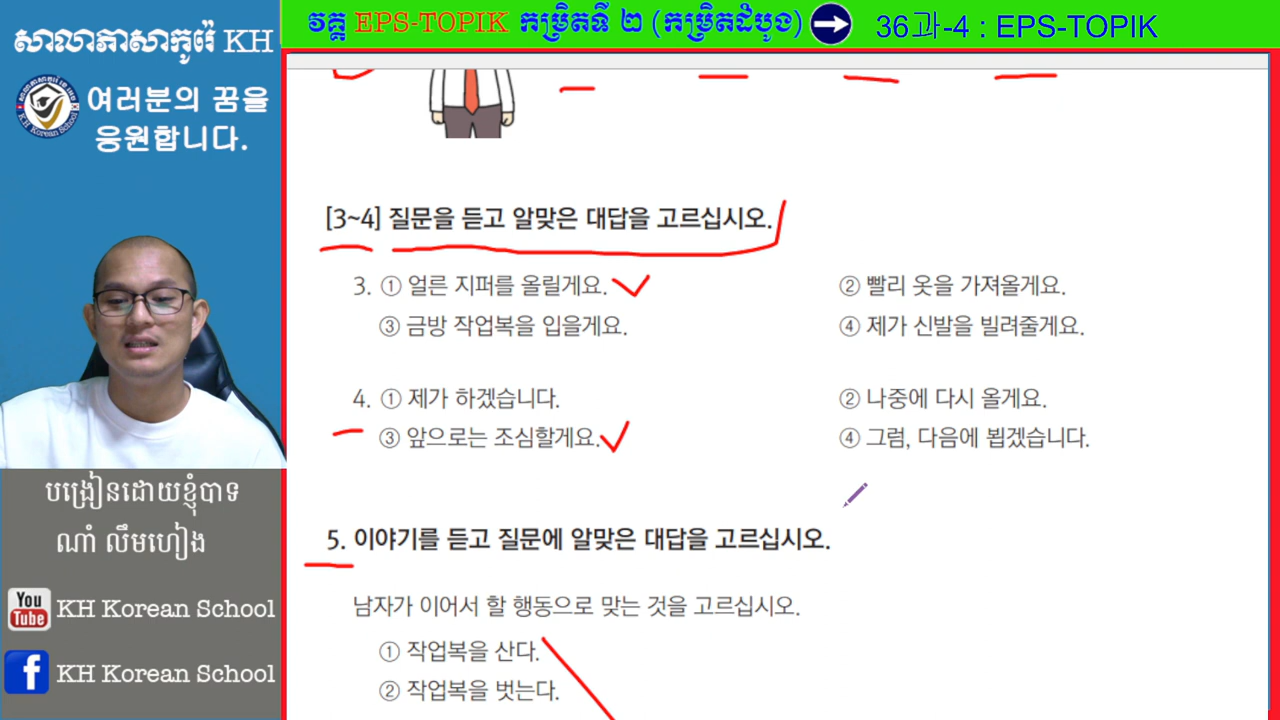 សាលាភាសាកូរ៉េ KH
វគ្គ EPS-TOPIK កម្រិតទី ២ (កម្រិតដំបូង)
36과-4 : EPS-TOPIK
여러분의 꿈을
응원합니다.
[3~4] 질문을 듣고 알맞은 대답을 고르십시오.
3. ① 얼른 지퍼를 올릴게요. ② 빨리 옷을 가져올게요.
③ 금방 작업복을 입을게요. ④ 제가 신발을 빌려줄게요.
4. ① 제가 하겠습니다. ② 나중에 다시 올게요.
③ 앞으로는 조심할게요. ④ 그럼, 다음에 뵙겠습니다.
5. 이야기를 듣고 질문에 알맞은 대답을 고르십시오.
남자가 이어서 할 행동으로 맞는 것을 고르십시오.
① 작업복을 산다.
② 작업복을 벗는다.
បង្រៀនដោយខ្ញុំបាទ
ណាំ លឹមហៀង
You Tube KH Korean School
f KH Korean School